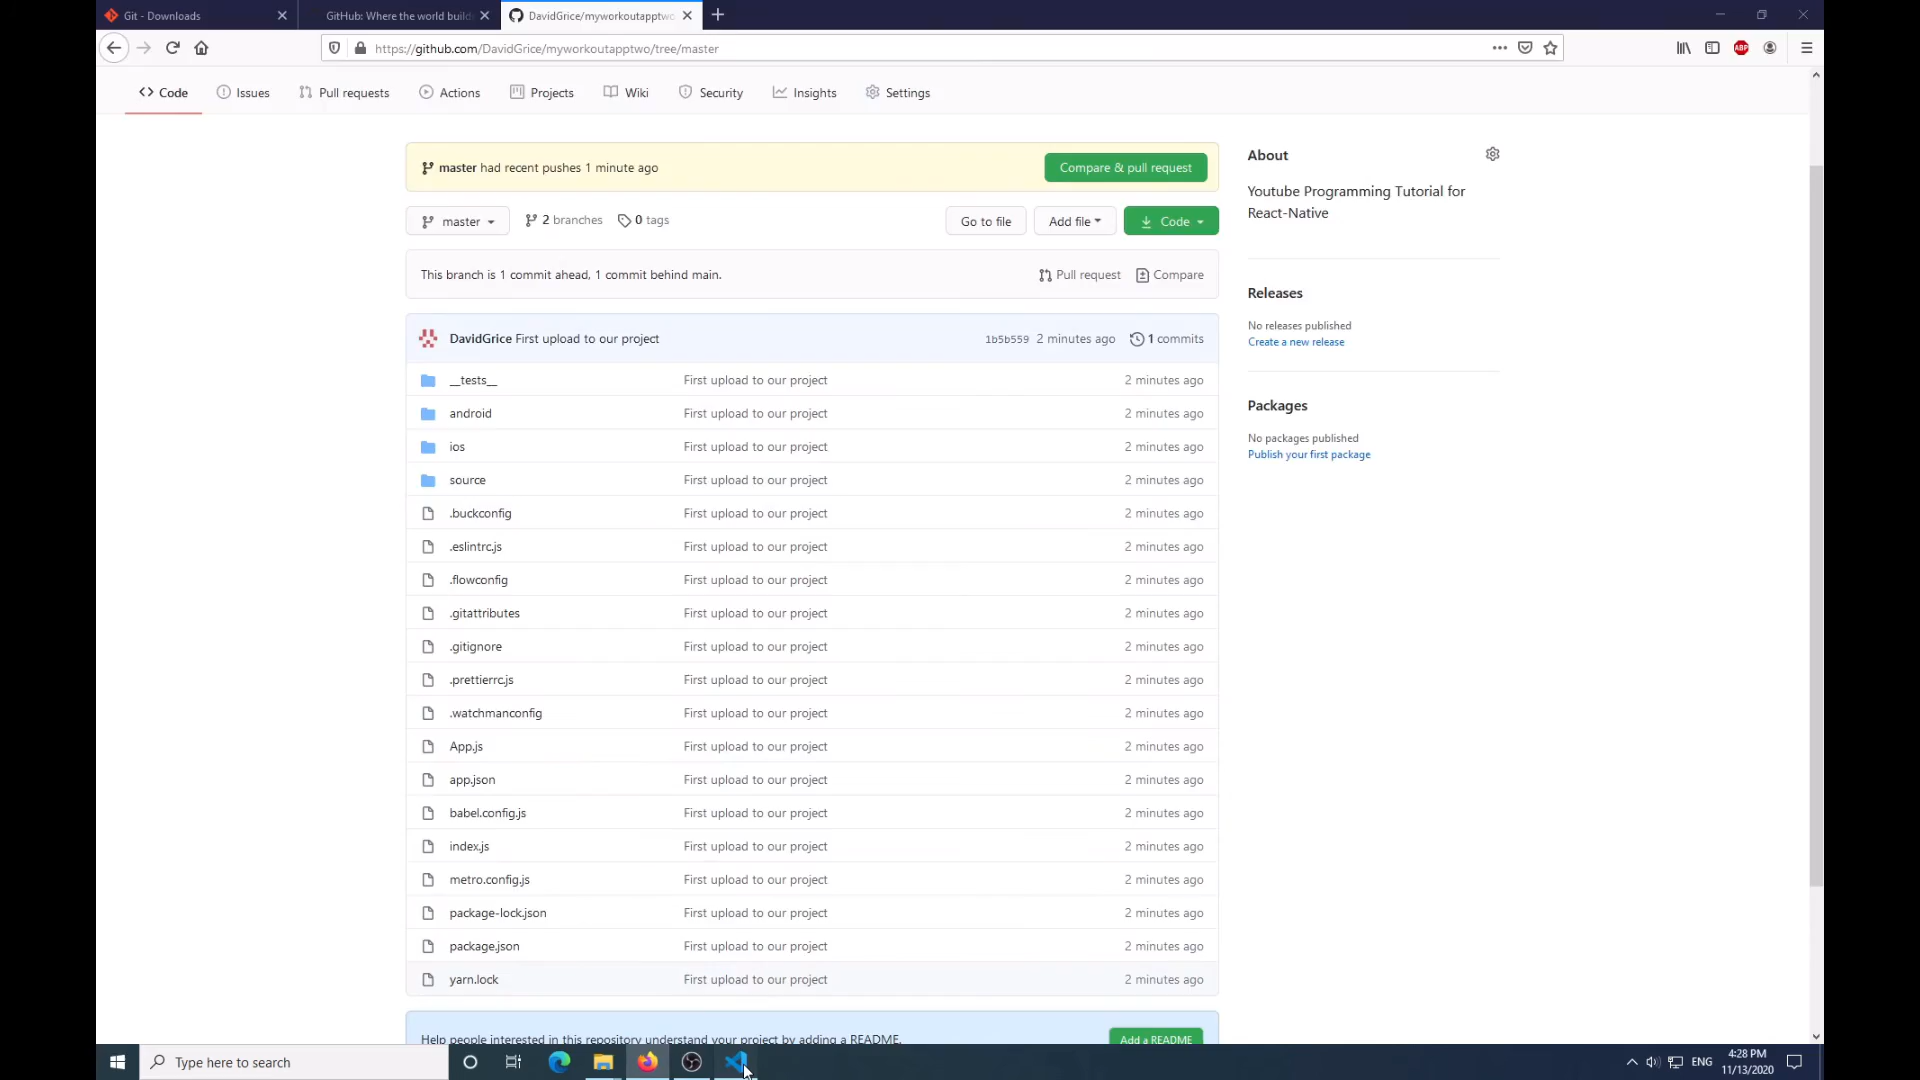 Git - Downloads
GitHub: Where the world build
DavidGrice/myworkoutapptwo
https://github.com/DavidGrice/myworkoutapptwo/tree/master
ABP
Code
Issues
Pull requests
Actions
Projects
Wiki
Security
Insights
Settings
master had recent pushes 1 minute ago
Compare & pull request
master
2 branches
0 tags
Go to file
Add file
Code
This branch is 1 commit ahead, 1 commit behind main.
Pull request
Compare
DavidGrice First upload to our project
1b5b559 2 minutes ago
1 commits
__tests__ First upload to our project 2 minutes ago
android First upload to our project 2 minutes ago
ios First upload to our project 2 minutes ago
source First upload to our project 2 minutes ago
.buckconfig First upload to our project 2 minutes ago
.eslintrc.js First upload to our project 2 minutes ago
.flowconfig First upload to our project 2 minutes ago
.gitattributes First upload to our project 2 minutes ago
.gitignore First upload to our project 2 minutes ago
.prettierrc.js First upload to our project 2 minutes ago
.watchmanconfig First upload to our project 2 minutes ago
App.js First upload to our project 2 minutes ago
app.json First upload to our project 2 minutes ago
babel.config.js First upload to our project 2 minutes ago
index.js First upload to our project 2 minutes ago
metro.config.js First upload to our project 2 minutes ago
package-lock.json First upload to our project 2 minutes ago
package.json First upload to our project 2 minutes ago
yarn.lock First upload to our project 2 minutes ago
Help people interested in this repository understand your project by adding a README.
Add a README
About
Youtube Programming Tutorial for
React-Native
Releases
No releases published
Create a new release
Packages
No packages published
Publish your first package
Type here to search
ENG
4:28 PM
11/13/2020